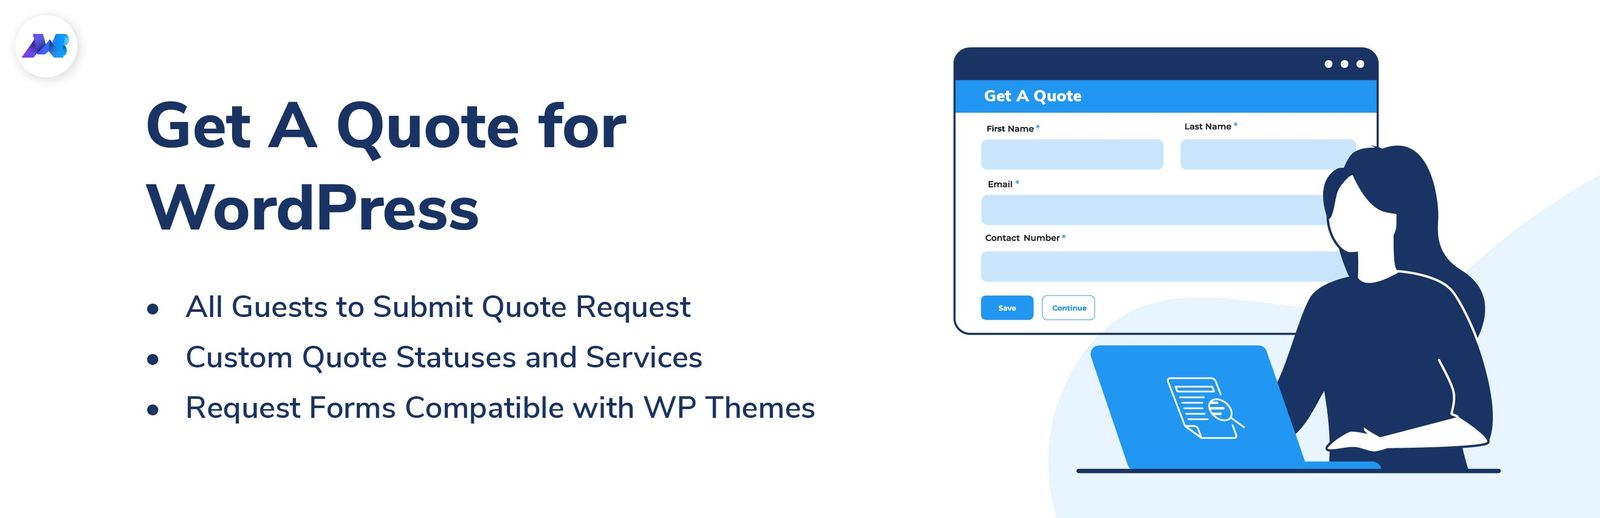 MWB
Get A Quote for
WordPress
• All Guests to Submit Quote Request
• Custom Quote Statuses and Services
• Request Forms Compatible with WP Themes
Get A Quote
First Name * Last Name *
Email *
Contact Number *
Save Continue